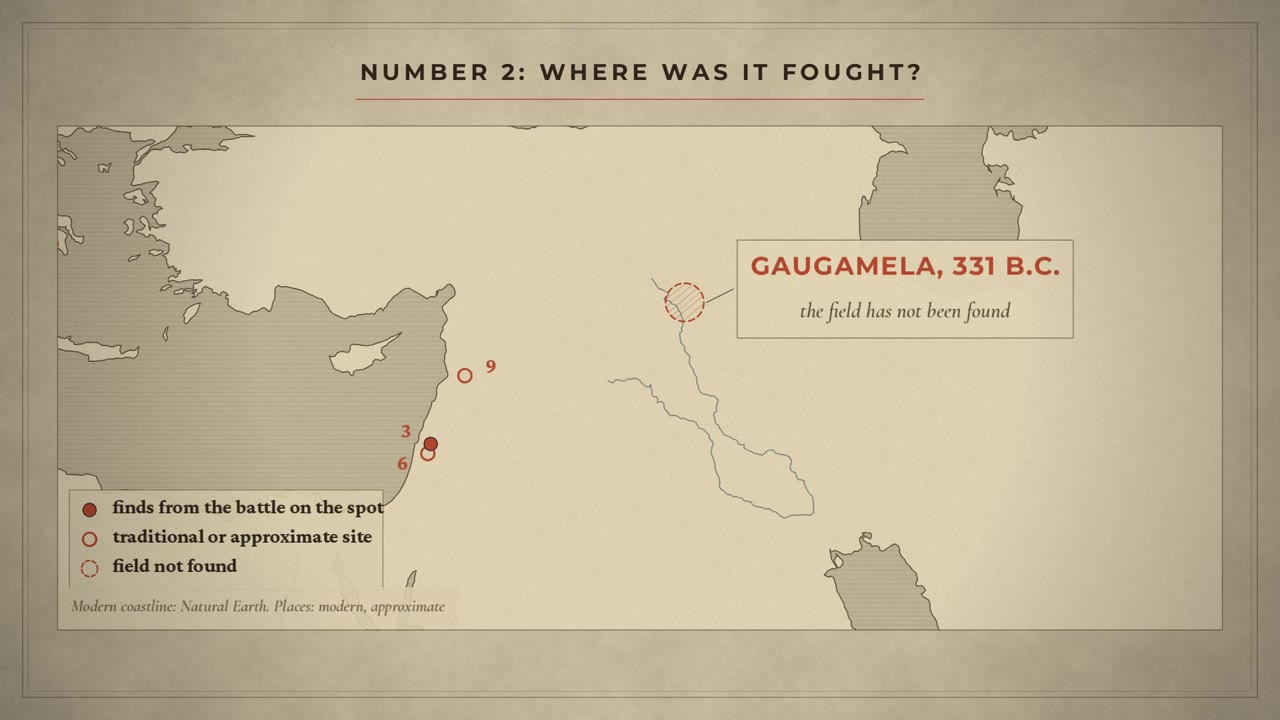 NUMBER 2: WHERE WAS IT FOUGHT?
GAUGAMELA, 331 B.C.
the field has not been found
9
3
6
finds from the battle on the spot
traditional or approximate site
field not found
Modern coastline: Natural Earth. Places: modern, approximate